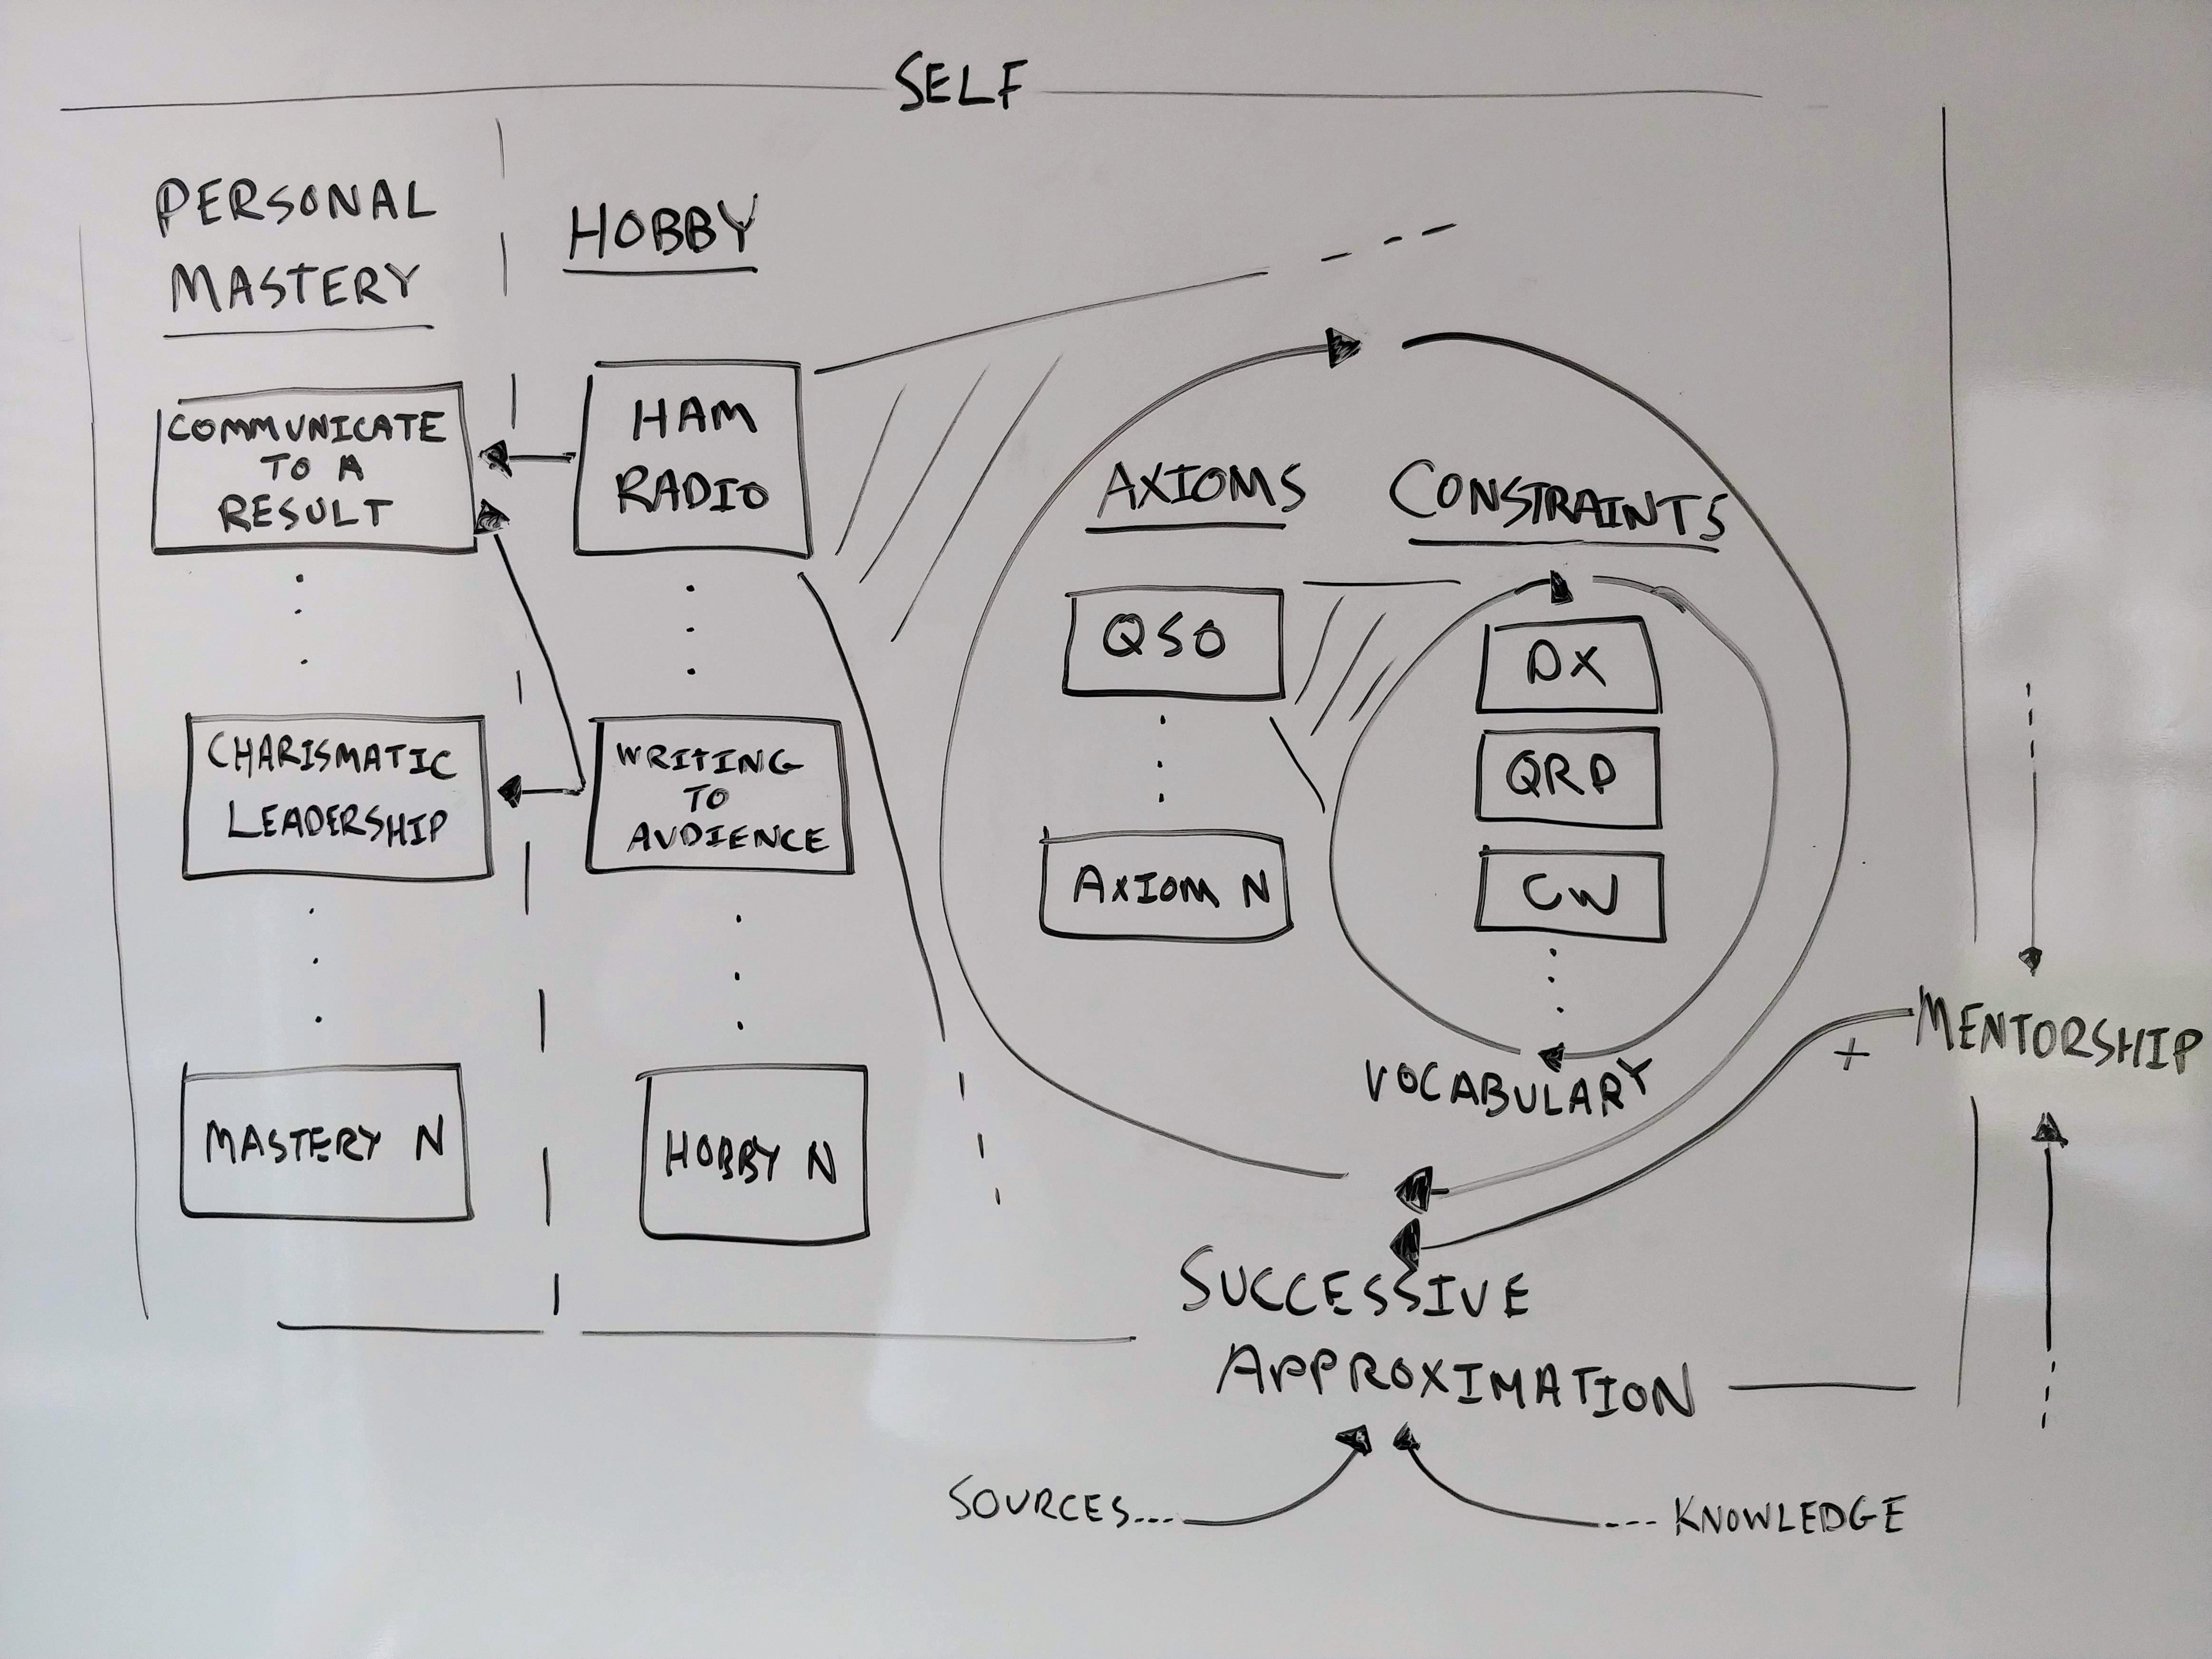 SELF
PERSONAL
MASTERY
HOBBY
COMMUNICATE
TO A
RESULT
HAM
RADIO
CHARISMATIC
LEADERSHIP
WRITING
TO
AUDIENCE
MASTERY N
HOBBY N
AXIOMS
CONSTRAINTS
QSO
AXIOM N
DX
QRP
CW
VOCABULARY
+
MENTORSHIP
SUCCESSIVE
APPROXIMATION
SOURCES...
--- KNOWLEDGE